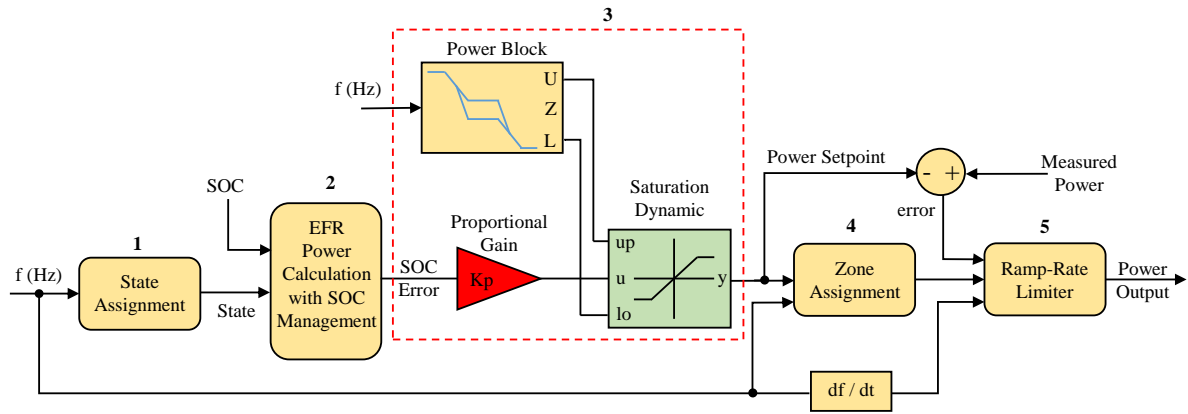 3
Power Block
f (Hz)
U
Z
L
Power Setpoint
- +
Measured
Power
error
SOC
2
EFR
Power
Calculation
with SOC
Management
Proportional
Gain
Kp
SOC
Error
Saturation
Dynamic
up
u
lo
y
1
f (Hz)
State
Assignment
State
4
Zone
Assignment
5
Ramp-Rate
Limiter
Power
Output
df / dt